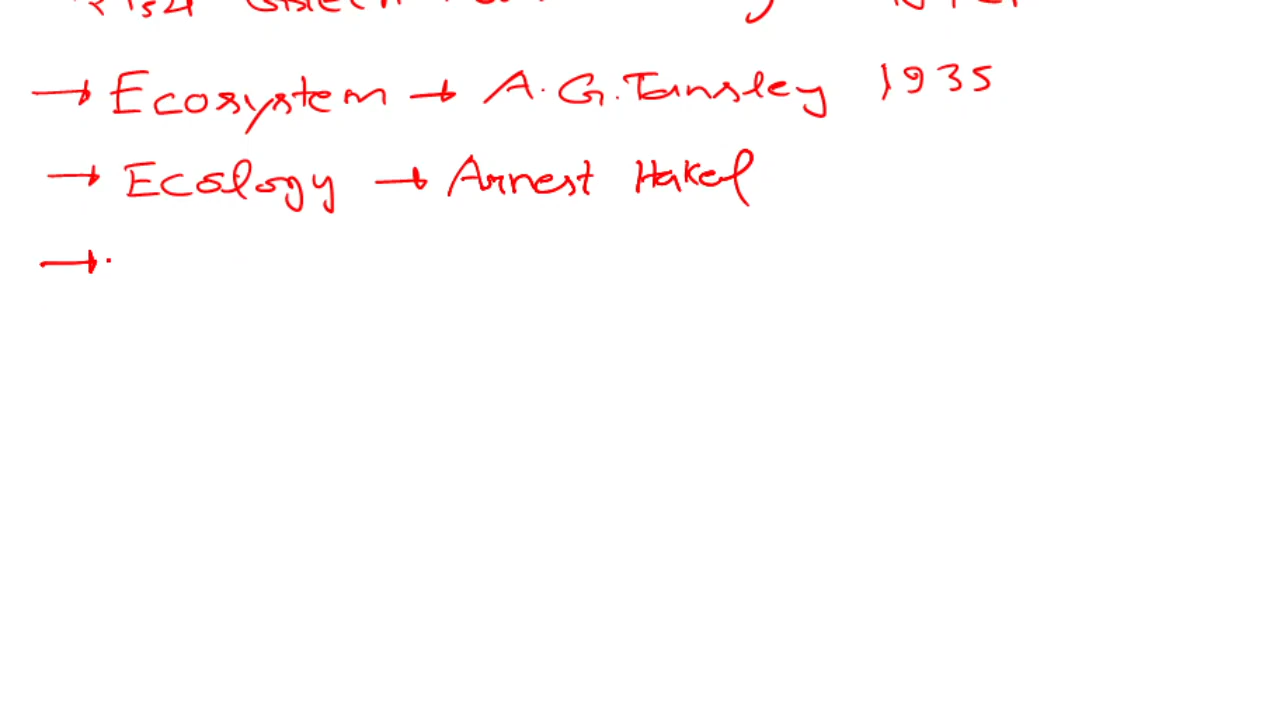 → Ecosystem → A.G.Tansley 1935
→ Ecology → Arnest Hakel
→